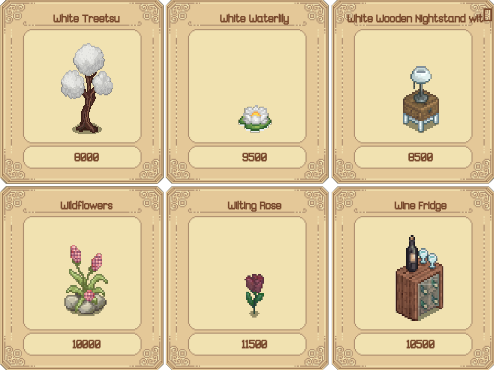 White Treetsu
8000
White Waterlily
9500
White Wooden Nightstand wit
8500
Wildflowers
10000
Wilting Rose
11500
Wine Fridge
10500